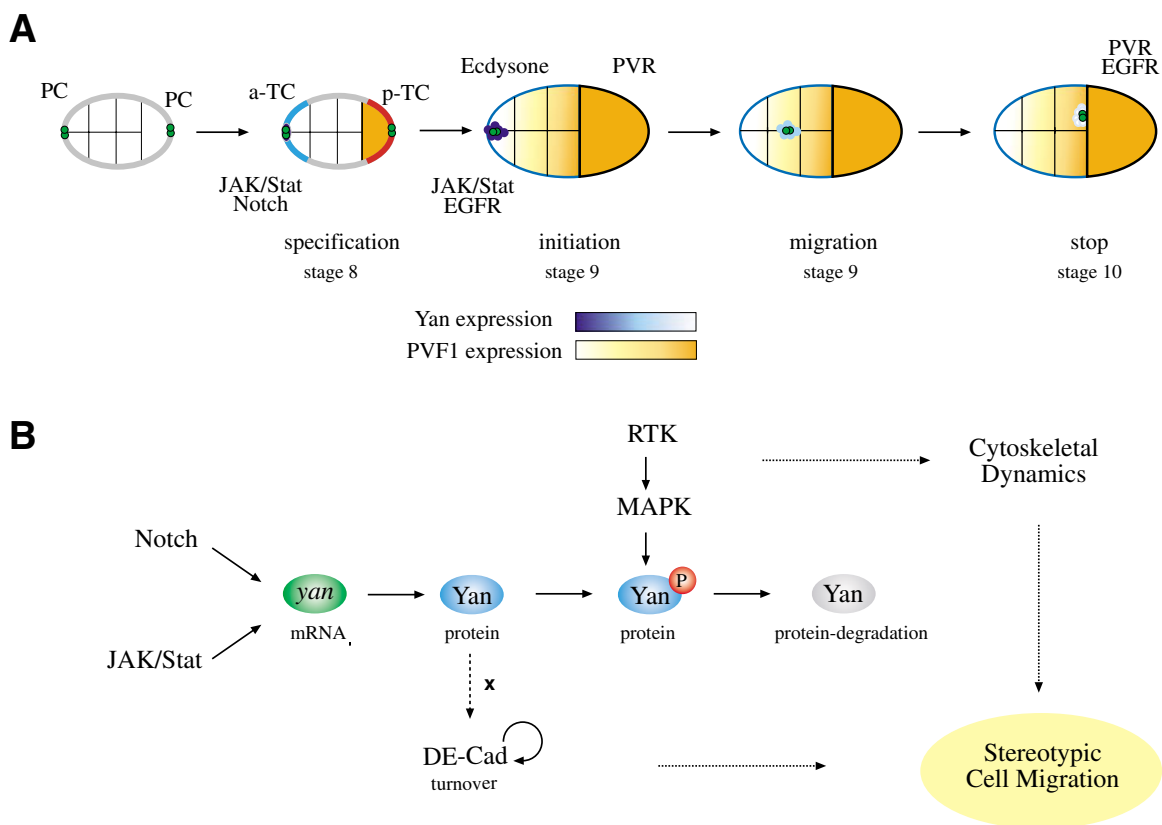 A
PC
PC
a-TC
p-TC
JAK/Stat
Notch
Ecdysone
PVR
JAK/Stat
EGFR
PVR
EGFR
specification
stage 8
initiation
stage 9
migration
stage 9
stop
stage 10
Yan expression
PVF1 expression
B
RTK
MAPK
Cytoskeletal
Dynamics
Notch
JAK/Stat
yan
mRNA
Yan
protein
Yan
P
protein
Yan
protein-degradation
x
DE-Cad
turnover
Stereotypic
Cell Migration